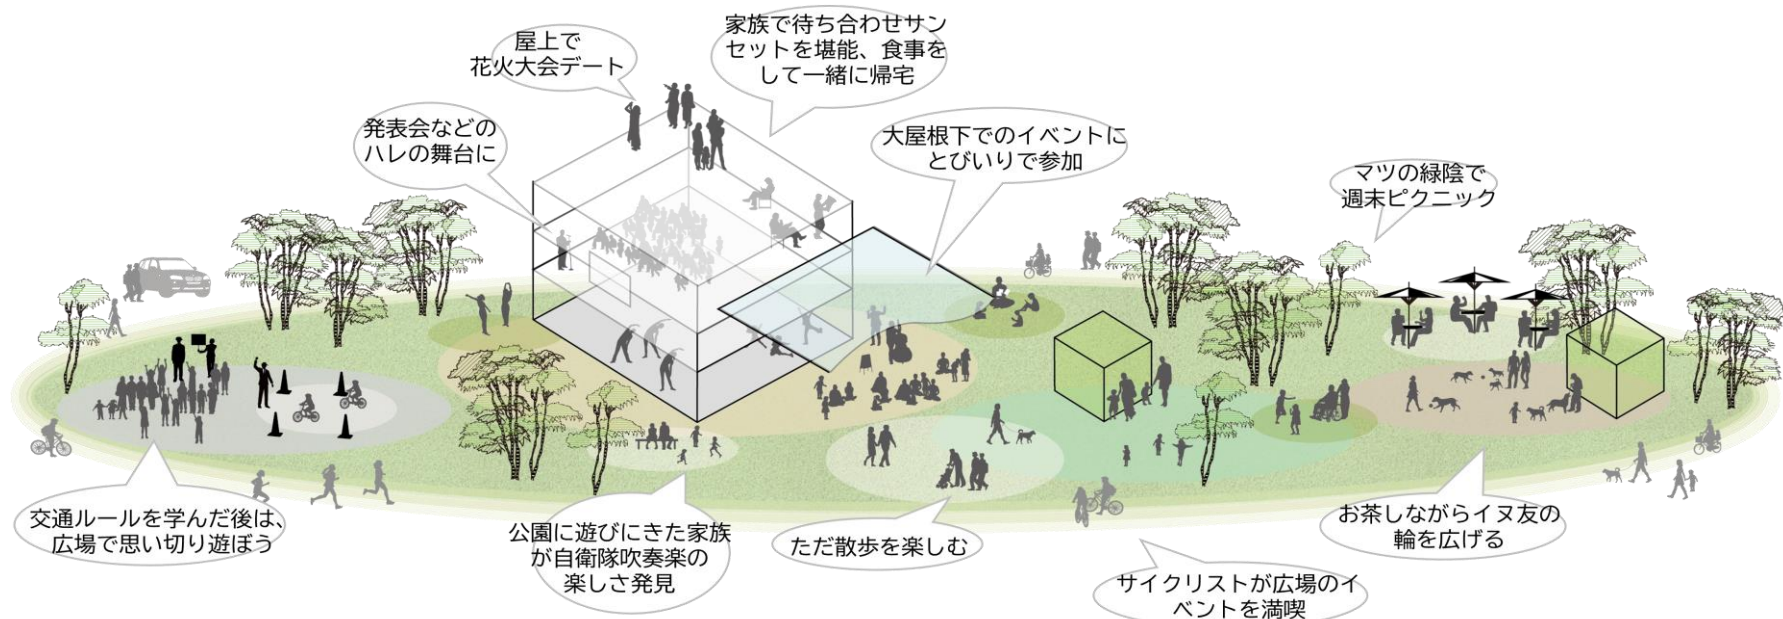 屋上で
花火大会デート
家族で待ち合わせサン
セットを堪能、食事を
して一緒に帰宅
発表会などの
ハレの舞台に
大屋根下でのイベントに
とびいりで参加
マツの緑陰で
週末ピクニック
交通ルールを学んだ後は、
広場で思い切り遊ぼう
公園に遊びにきた家族
が自衛隊吹奏楽の
楽しさ発見
ただ散歩を楽しむ
サイクリストが広場のイ
ベントを満喫
お茶しながらイヌ友の
輪を広げる